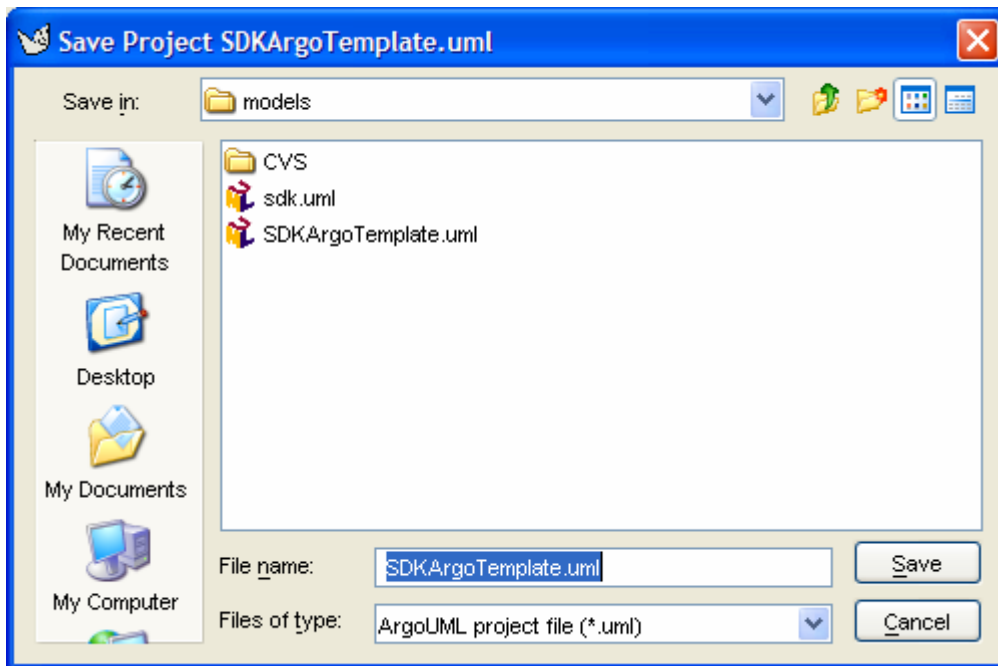 Save Project SDKArgoTemplate.uml
Save in:
models
CVS
sdk.uml
SDKArgoTemplate.uml
My Recent
Documents
Desktop
My Documents
My Computer
File name:
SDKArgoTemplate.uml
Save
Files of type:
ArgoUML project file (*.uml)
Cancel